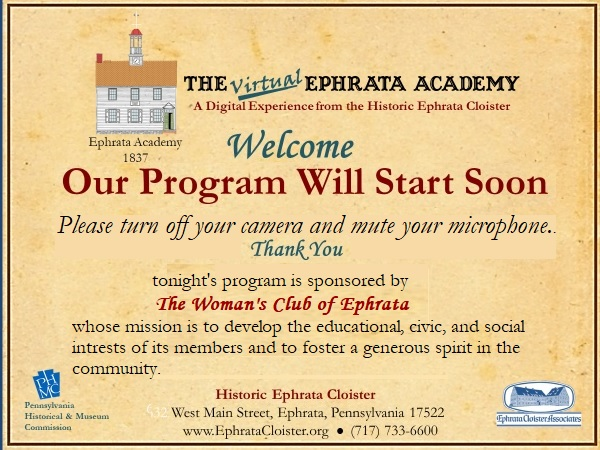 THE Virtual EPHRATA ACADEMY
A Digital Experience from the Historic Ephrata Cloister
Ephrata Academy
1837
Welcome
Our Program Will Start Soon
Please turn off your camera and mute your microphone..
Thank You
tonight's program is sponsored by
The Woman's Club of Ephrata
whose mission is to develop the educational, civic, and social
intrests of its members and to foster a generous spirit in the
community.
PHMC
Pennsylvania
Historical & Museum
Commission
Historic Ephrata Cloister
632 West Main Street, Ephrata, Pennsylvania 17522
www.EphrataCloister.org ● (717) 733-6600
Ephrata Cloister Associates